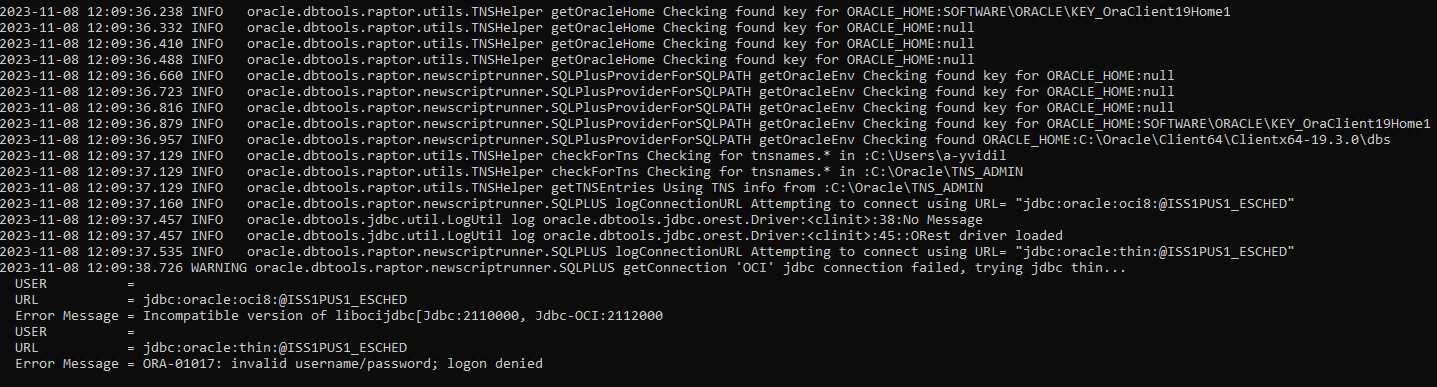 2023-11-08 12:09:36.238 INFO   oracle.dbtools.raptor.utils.TNSHelper getOracleHome Checking found key for ORACLE_HOME:SOFTWARE\ORACLE\KEY_OraClient19Home1
2023-11-08 12:09:36.332 INFO   oracle.dbtools.raptor.utils.TNSHelper getOracleHome Checking found key for ORACLE_HOME:null
2023-11-08 12:09:36.410 INFO   oracle.dbtools.raptor.utils.TNSHelper getOracleHome Checking found key for ORACLE_HOME:null
2023-11-08 12:09:36.488 INFO   oracle.dbtools.raptor.utils.TNSHelper getOracleHome Checking found key for ORACLE_HOME:null
2023-11-08 12:09:36.660 INFO   oracle.dbtools.raptor.newscriptrunner.SQLPlusProviderForSQLPATH getOracleEnv Checking found key for ORACLE_HOME:null
2023-11-08 12:09:36.723 INFO   oracle.dbtools.raptor.newscriptrunner.SQLPlusProviderForSQLPATH getOracleEnv Checking found key for ORACLE_HOME:null
2023-11-08 12:09:36.816 INFO   oracle.dbtools.raptor.newscriptrunner.SQLPlusProviderForSQLPATH getOracleEnv Checking found key for ORACLE_HOME:null
2023-11-08 12:09:36.879 INFO   oracle.dbtools.raptor.newscriptrunner.SQLPlusProviderForSQLPATH getOracleEnv Checking found key for ORACLE_HOME:SOFTWARE\ORACLE\KEY_OraClient19Home1
2023-11-08 12:09:36.957 INFO   oracle.dbtools.raptor.newscriptrunner.SQLPlusProviderForSQLPATH getOracleEnv Checking found ORACLE_HOME:C:\Oracle\Client64\Clientx64-19.3.0\dbs
2023-11-08 12:09:37.129 INFO   oracle.dbtools.raptor.utils.TNSHelper checkForTns Checking for tnsnames.* in :C:\Users\a-yvidil
2023-11-08 12:09:37.129 INFO   oracle.dbtools.raptor.utils.TNSHelper checkForTns Checking for tnsnames.* in :C:\Oracle\TNS_ADMIN
2023-11-08 12:09:37.129 INFO   oracle.dbtools.raptor.utils.TNSHelper getTNSEntries Using TNS info from :C:\Oracle\TNS_ADMIN
2023-11-08 12:09:37.160 INFO   oracle.dbtools.raptor.newscriptrunner.SQLPLUS logConnectionURL Attempting to connect using URL= "jdbc:oracle:oci8:@ISS1PUS1_ESCHED"
2023-11-08 12:09:37.457 INFO   oracle.dbtools.jdbc.util.LogUtil log oracle.dbtools.jdbc.orest.Driver:<clinit>:38:No Message
2023-11-08 12:09:37.457 INFO   oracle.dbtools.jdbc.util.LogUtil log oracle.dbtools.jdbc.orest.Driver:<clinit>:45::ORest driver loaded
2023-11-08 12:09:37.535 INFO   oracle.dbtools.raptor.newscriptrunner.SQLPLUS logConnectionURL Attempting to connect using URL= "jdbc:oracle:thin:@ISS1PUS1_ESCHED"
2023-11-08 12:09:38.726 WARNING oracle.dbtools.raptor.newscriptrunner.SQLPLUS getConnection 'OCI' jdbc connection failed, trying jdbc thin...
  USER          =
  URL           = jdbc:oracle:oci8:@ISS1PUS1_ESCHED
  Error Message = Incompatible version of libocijdbc[Jdbc:2110000, Jdbc-OCI:2112000
  USER          =
  URL           = jdbc:oracle:thin:@ISS1PUS1_ESCHED
  Error Message = ORA-01017: invalid username/password; logon denied